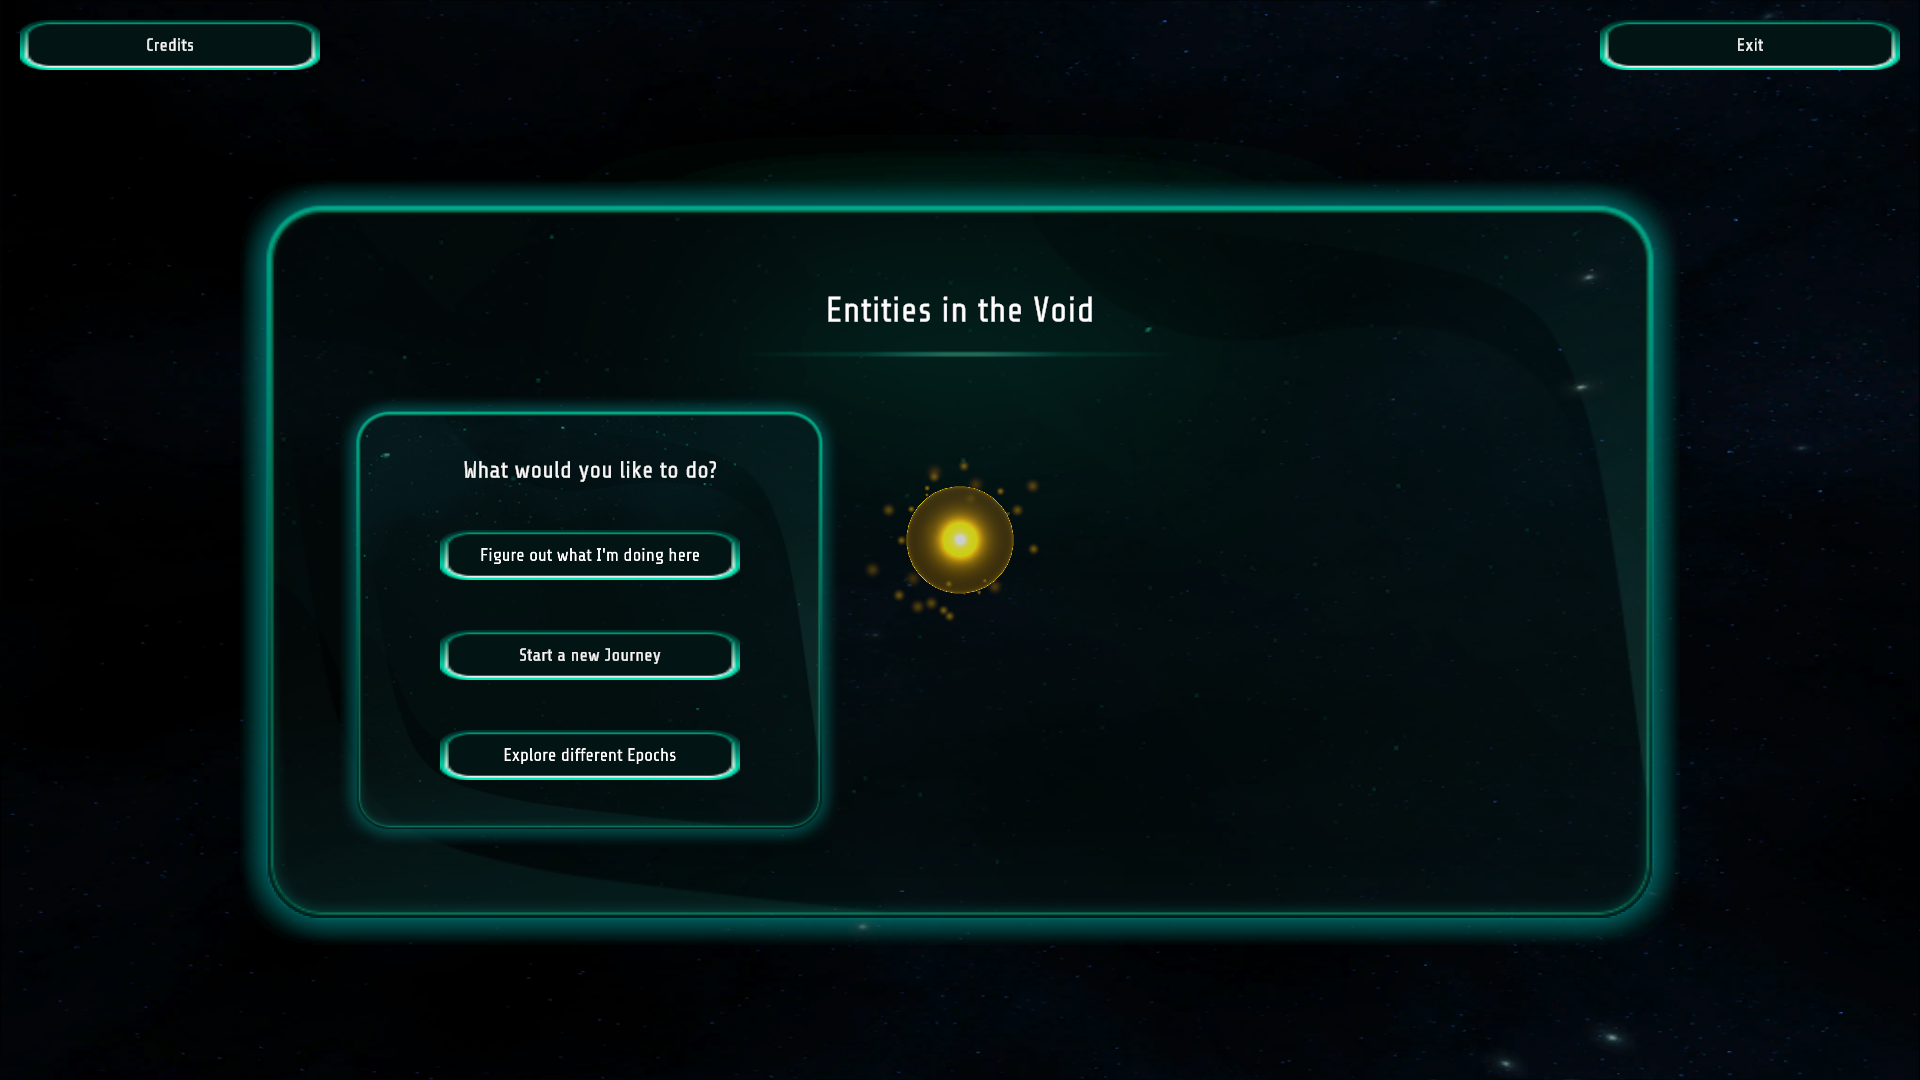 Credits
Exit
Entities in the Void
What would you like to do?
Figure out what I'm doing here
Start a new Journey
Explore different Epochs